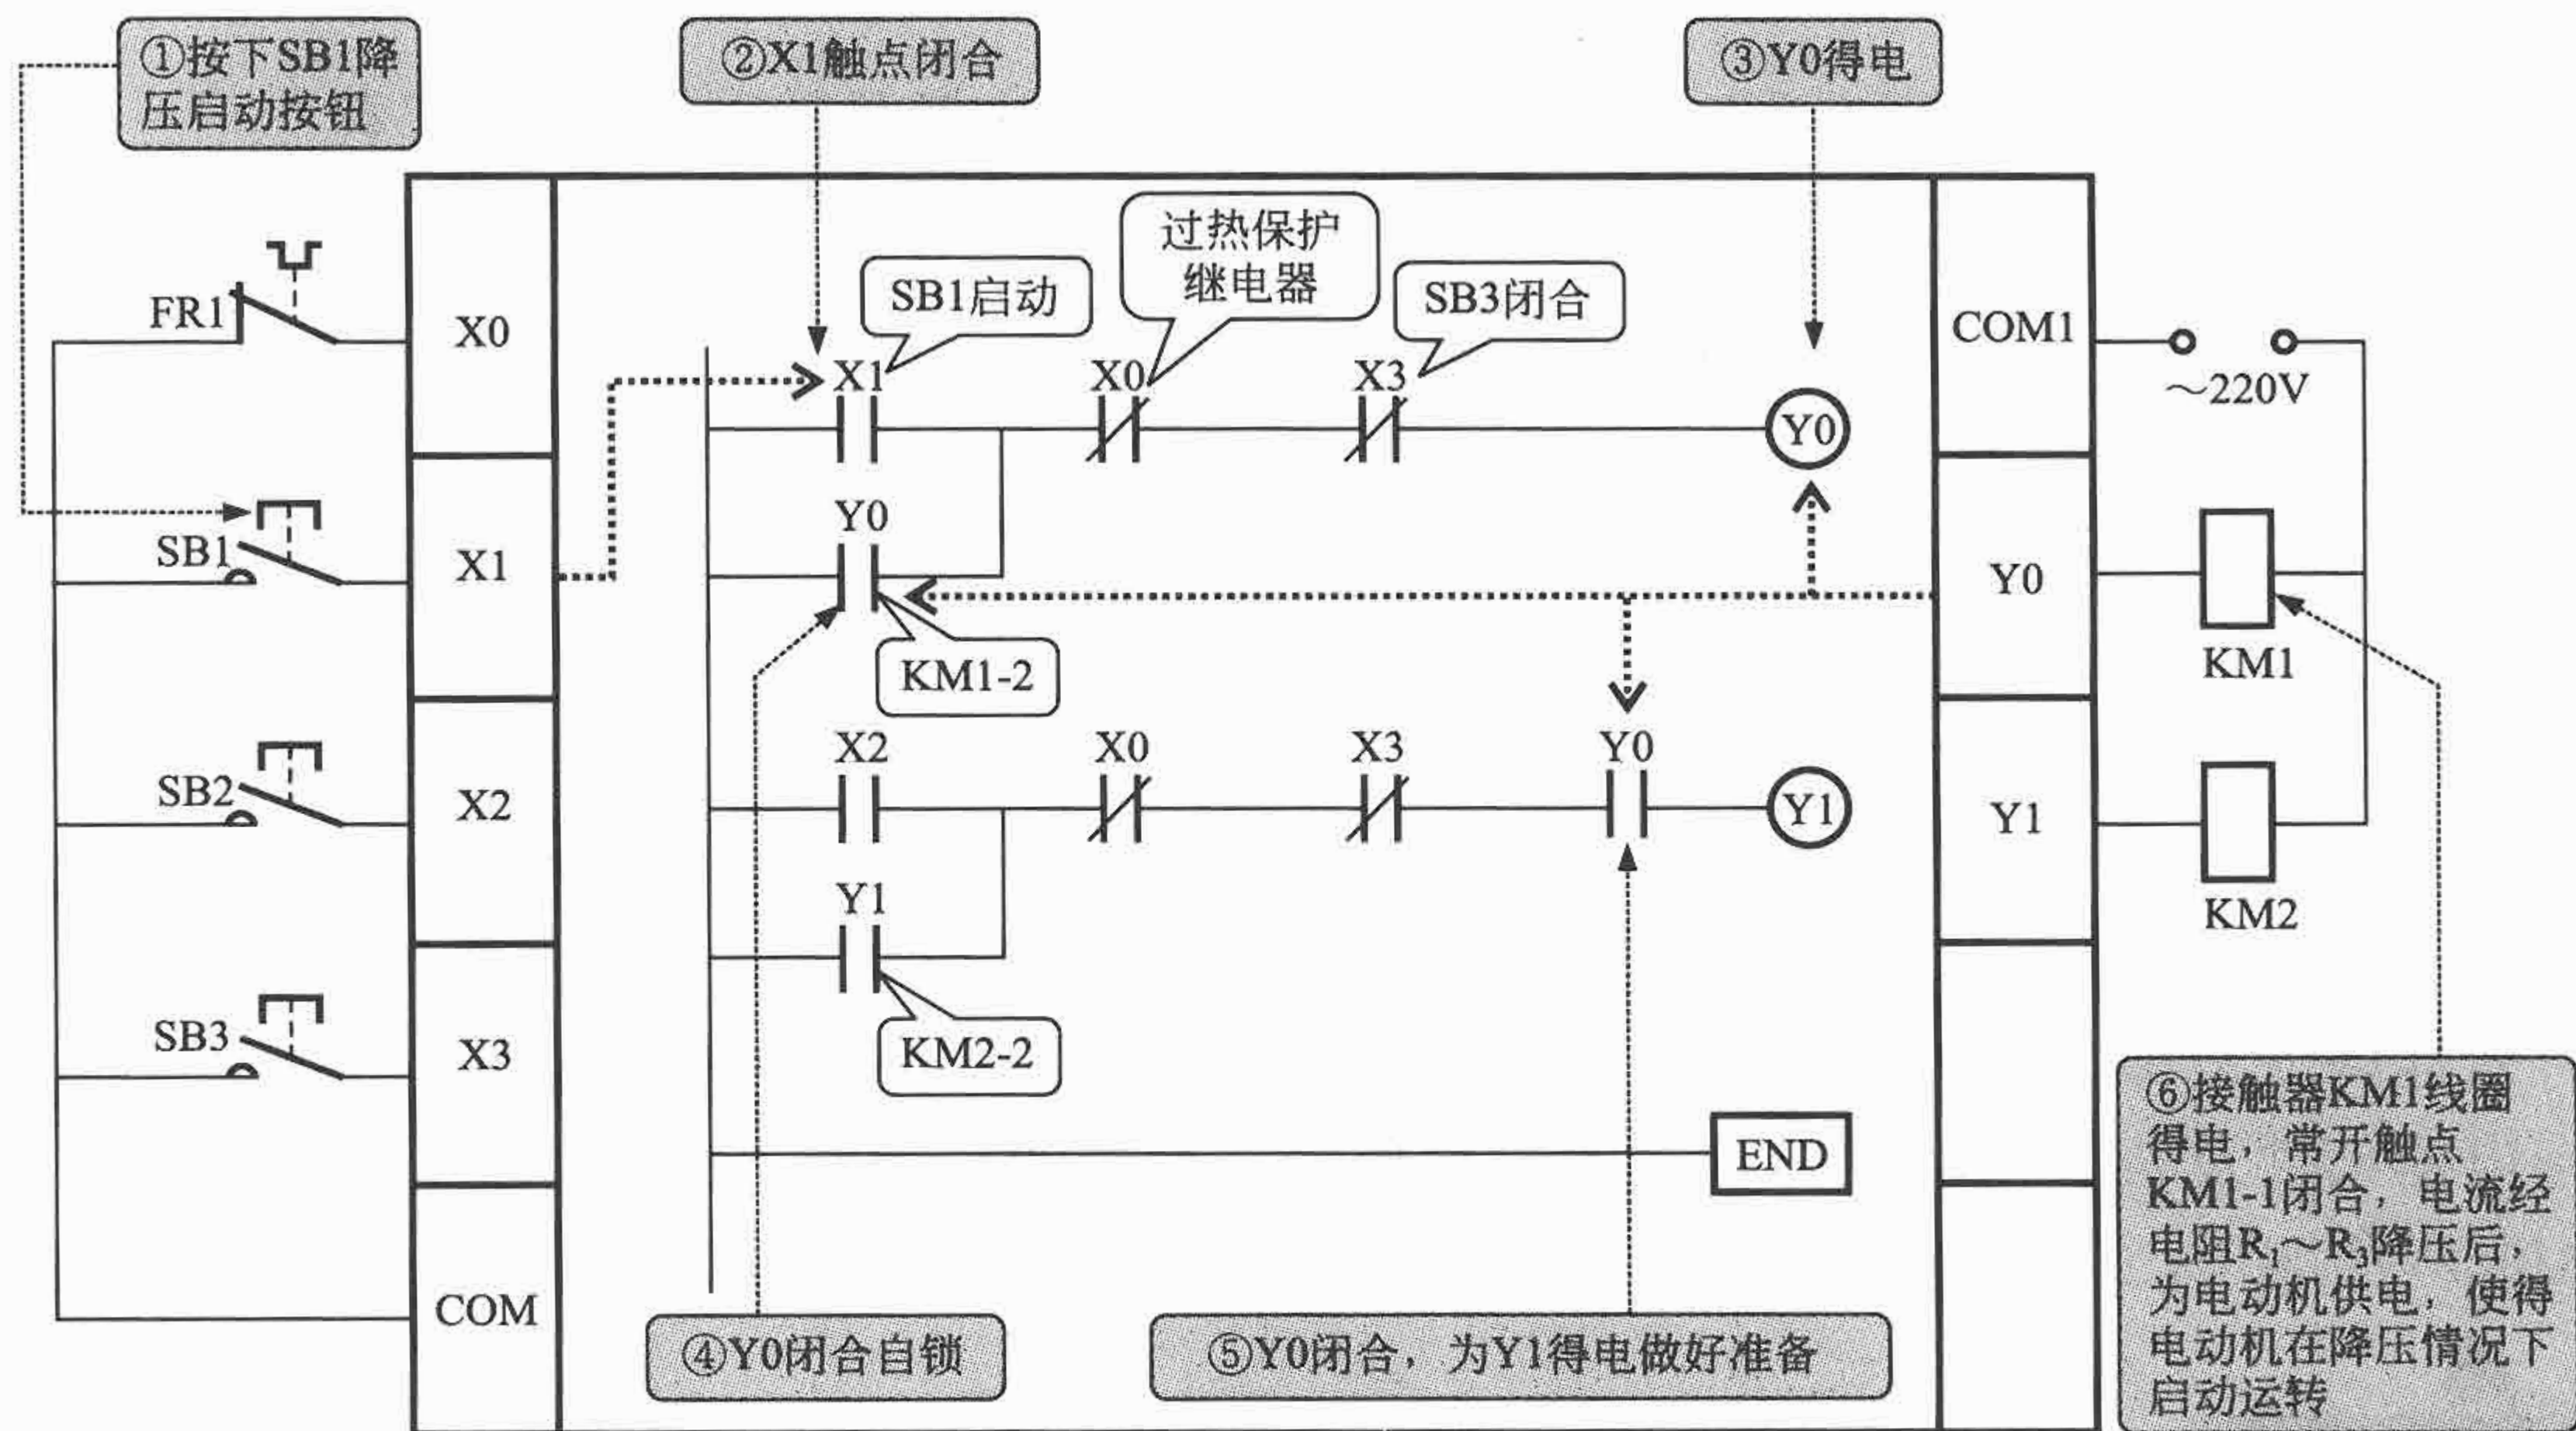 ①按下SB1降
压启动按钮
②X1触点闭合
③Y0得电
过热保护
继电器
SB1启动
SB3闭合
FR1
X0
X1
X0
X3
COM1
～220V
Y0
Y0
SB1
X1
Y0
KM1-2
KM1
X2
X0
X3
Y0
SB2
X2
Y1
Y1
Y1
KM2
SB3
X3
KM2-2
END
COM
④Y0闭合自锁
⑤Y0闭合，为Y1得电做好准备
⑥接触器KM1线圈
得电，常开触点
KM1-1闭合，电流经
电阻R₁～R₃降压后，
为电动机供电，使得
电动机在降压情况下
启动运转